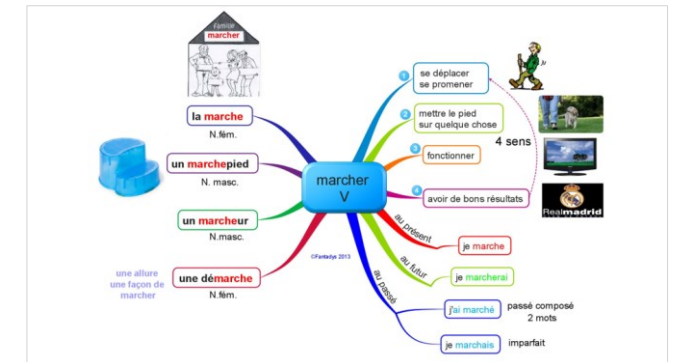 Famille
marcher
la marche
N.fém.
un marchepied
N. masc.
un marcheur
N.masc.
une allure
une façon de
marcher
une démarche
N.fém.
marcher
V
©Fantadys 2013
1
se déplacer
se promener
2
mettre le pied
sur quelque chose
3
fonctionner
4
avoir de bons résultats
4 sens
Realmadrid
au présent
je marche
au futur
je marcherai
au passé
j'ai marché
passé composé
2 mots
je marchais
imparfait